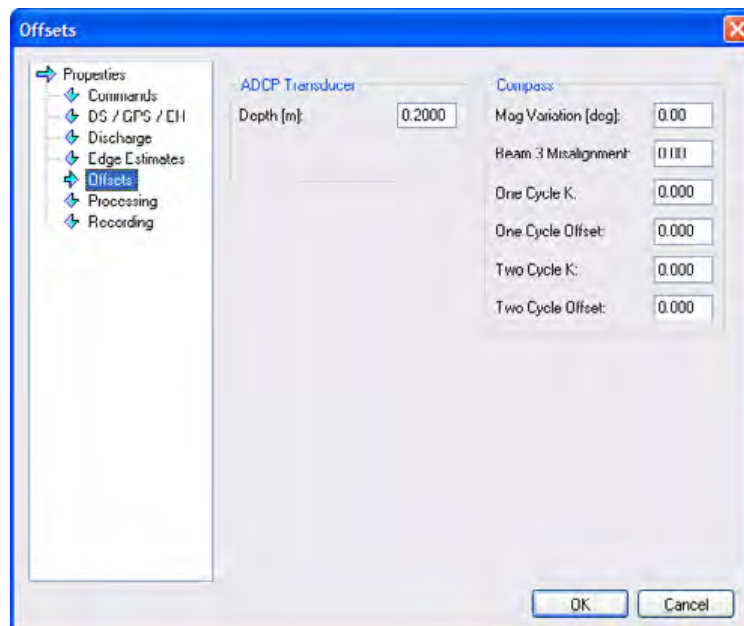 Offsets
Properties
Commands
DS / GPS / EH
Discharge
Edge Estimates
Offsets
Processing
Recording
ADCP Transducer
Depth [m]: 0.2000
Compass
Mag Variation [deg]: 0.00
Beam 3 Misalignment: 0.00
One Cycle K: 0.000
One Cycle Offset: 0.000
Two Cycle K: 0.000
Two Cycle Offset: 0.000
OK Cancel